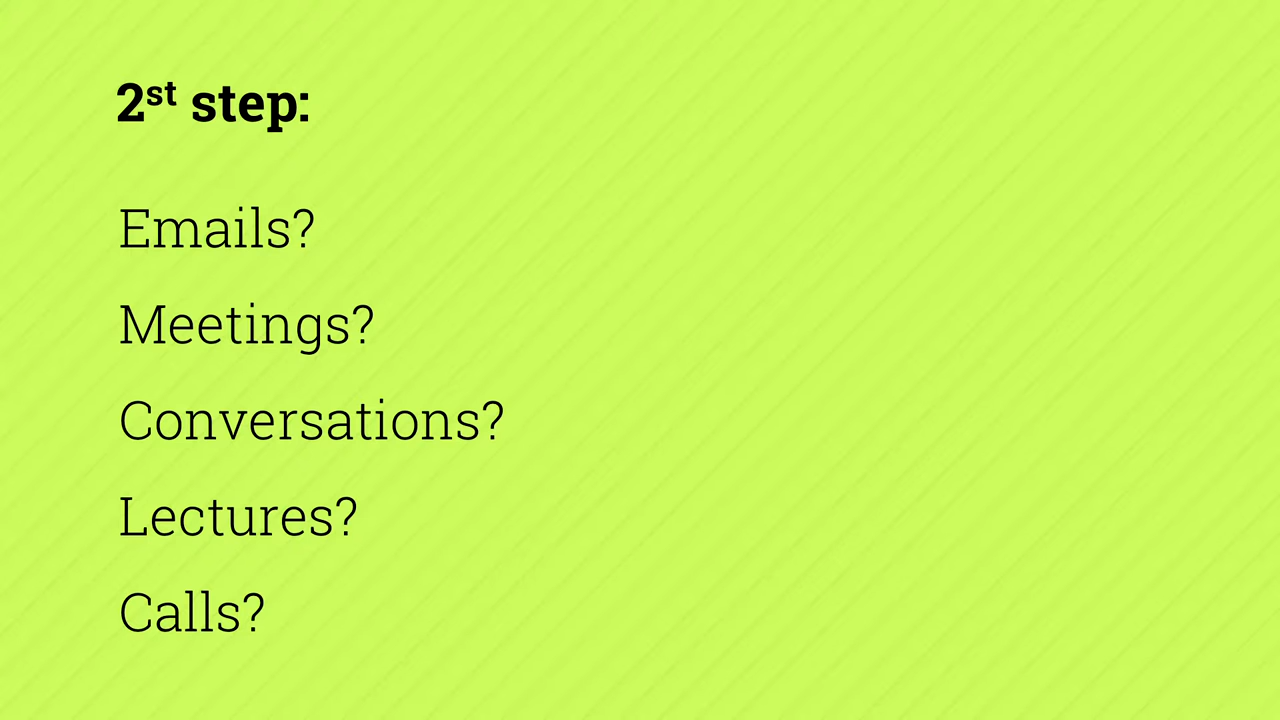 2st step:
Emails?
Meetings?
Conversations?
Lectures?
Calls?